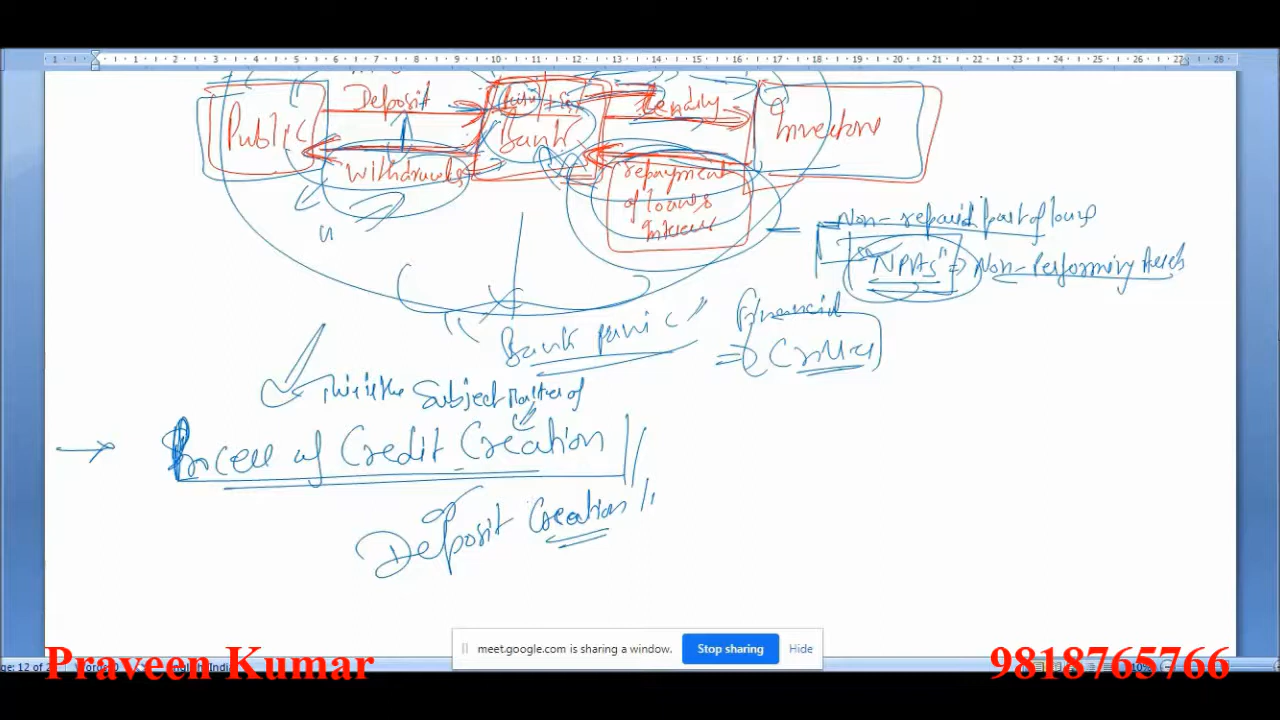 Deposit
Lending
Public
Bank
Investors
Withdrawals
repayment
of loans
Interest
Non-repaid part of loans
"NPAs" => Non-Performing Assets
"Bank panic" => Financial
Crisis
This is the Subject Matter of
→ Process of Credit Creation //
or
Deposit Creation //
meet.google.com is sharing a window.
Stop sharing
Hide
Praveen Kumar
9818765766